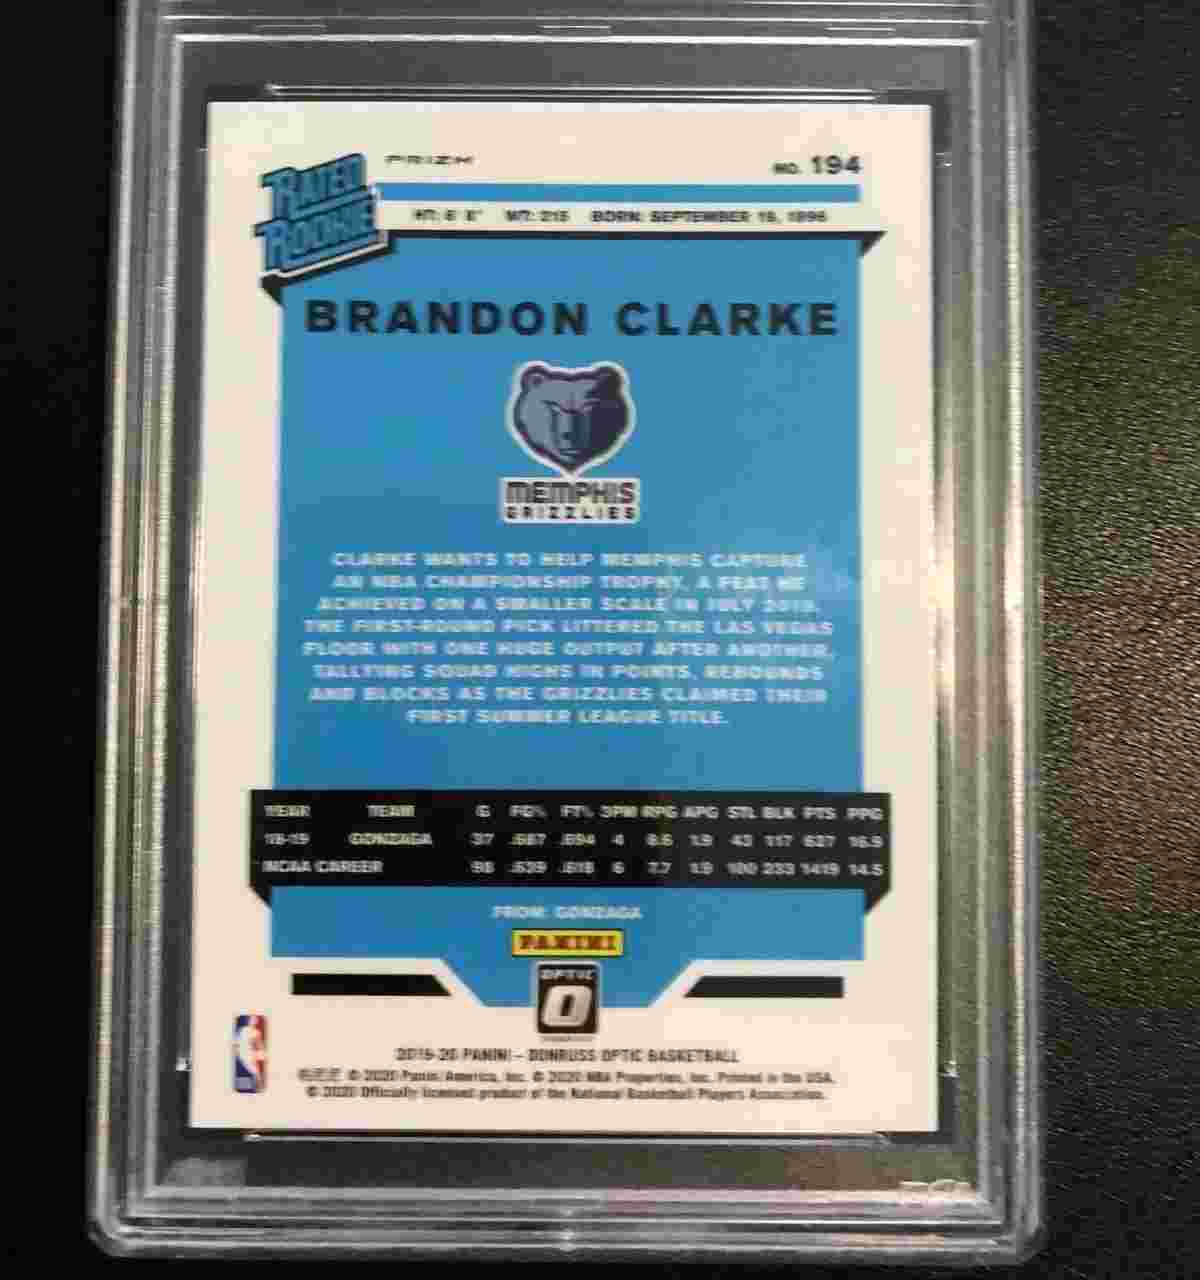 PRIZM
NO. 194
RATED
ROOKIE
HT: 6' 8" WT: 215 BORN: SEPTEMBER 19, 1996
BRANDON CLARKE
MEMPHIS
GRIZZLIES
CLARKE WANTS TO HELP MEMPHIS CAPTURE
AN NBA CHAMPIONSHIP TROPHY, A FEAT HE
ACHIEVED ON A SMALLER SCALE IN JULY 2019.
THE FIRST-ROUND PICK LITTERED THE LAS VEGAS
FLOOR WITH ONE HUGE OUTPUT AFTER ANOTHER,
TALLYING SQUAD HIGHS IN POINTS, REBOUNDS
AND BLOCKS AS THE GRIZZLIES CLAIMED THEIR
FIRST SUMMER LEAGUE TITLE.
YEAR TEAM G FG% FT% 3PM RPG APG STL BLK PTS PPG
18-19 GONZAGA 37 .687 .694 4 8.6 1.9 43 117 627 16.9
NCAA CAREER 98 .639 .618 6 7.7 1.9 100 233 1419 14.5
FROM: GONZAGA
PANINI
OPTIC
O
2019-20 PANINI - DONRUSS OPTIC BASKETBALL
© 2020 Panini America, Inc. © 2020 NBA Properties, Inc. Printed in the USA.
© 2020 Officially licensed product of the National Basketball Players Association.